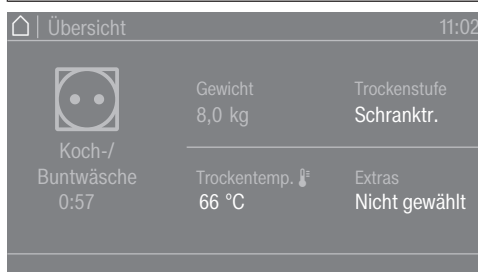 Übersicht
11:02
Koch-/
Buntwäsche
0:57
Gewicht
8,0 kg
Trockenstufe
Schranktr.
Trockentemp.
66 °C
Extras
Nicht gewählt